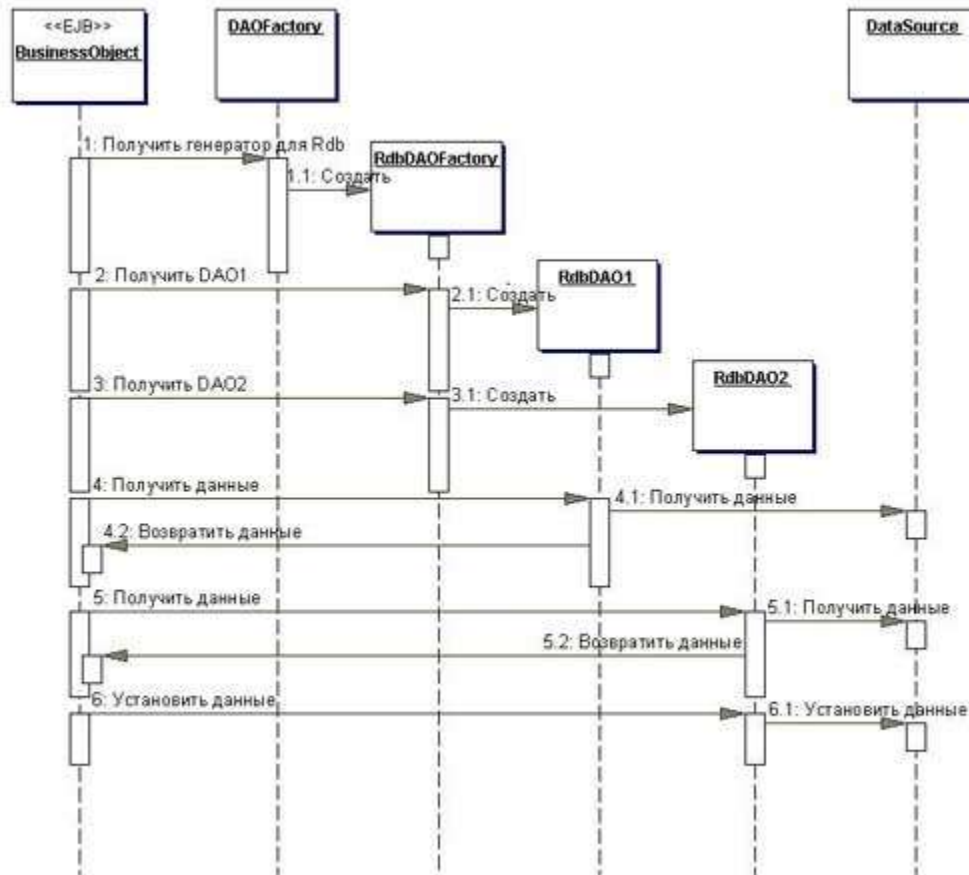 <<EJB>>
BusinessObject
DAOFactory
DataSource
1: Получить генератор для Rdb
RdbDAOFactory
1.1: Создать
2: Получить DAO1
RdbDAO1
2.1: Создать
3: Получить DAO2
RdbDAO2
3.1: Создать
4: Получить данные
4.1: Получить данные
4.2: Возвратить данные
5: Получить данные
5.1: Получить данные
5.2: Возвратить данные
6: Установить данные
6.1: Установить данные